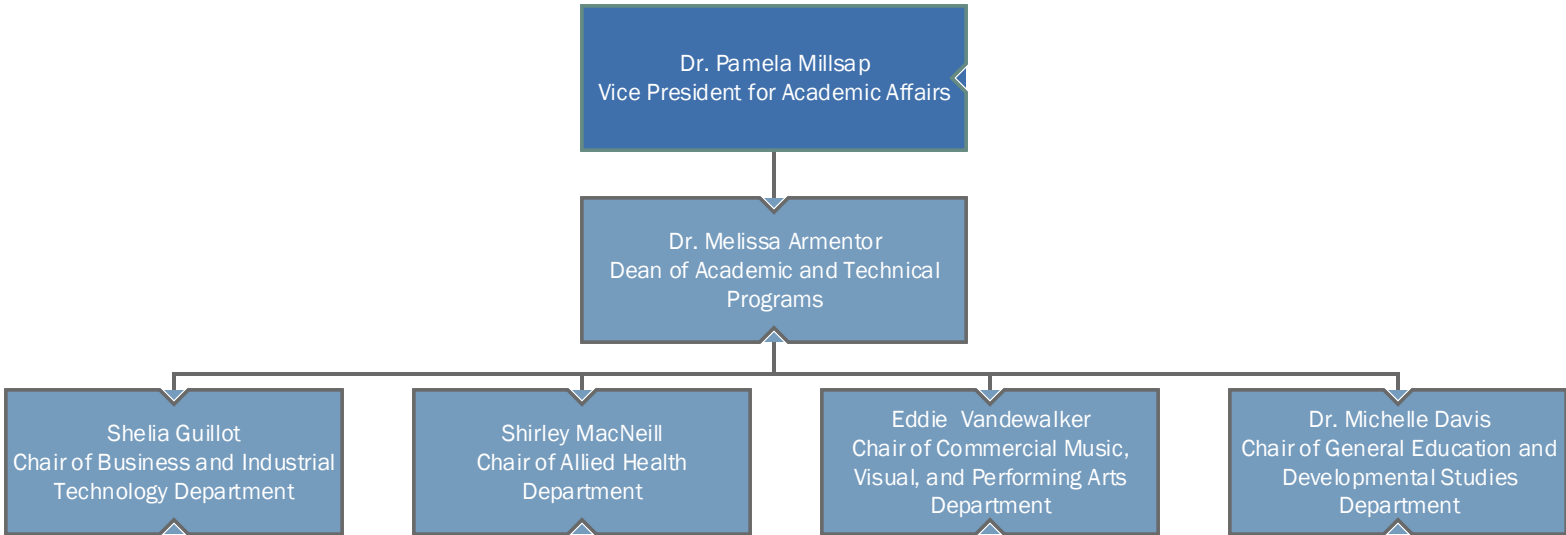 Dr. Pamela Millsap
Vice President for Academic Affairs
Dr. Melissa Armentor
Dean of Academic and Technical
Programs
Shelia Guillot
Chair of Business and Industrial
Technology Department
Shirley MacNeill
Chair of Allied Health
Department
Eddie Vandewalker
Chair of Commercial Music,
Visual, and Performing Arts
Department
Dr. Michelle Davis
Chair of General Education and
Developmental Studies
Department